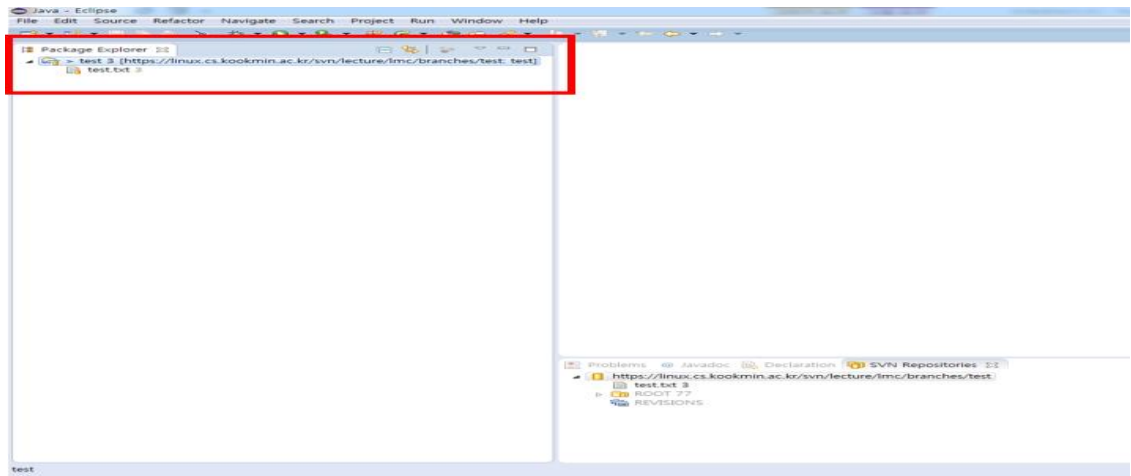 Java - Eclipse
File Edit Source Refactor Navigate Search Project Run Window Help
Package Explorer
> test 3 [https://linux.cs.kookmin.ac.kr/svn/lecture/lmc/branches/test: test]
test.txt 3
Problems @ Javadoc Declaration SVN Repositories
https://linux.cs.kookmin.ac.kr/svn/lecture/lmc/branches/test
test.txt 3
ROOT 77
REVISIONS
test